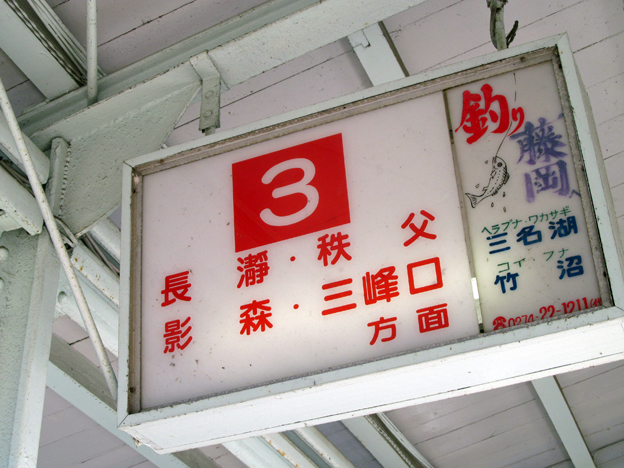 3
長瀞・秩父
影森・三峰口
方面
釣り
藤岡
ヘラブナ・ワカサギ
三名湖
コイ フナ
竹沼
☎0274-22-1211㈹